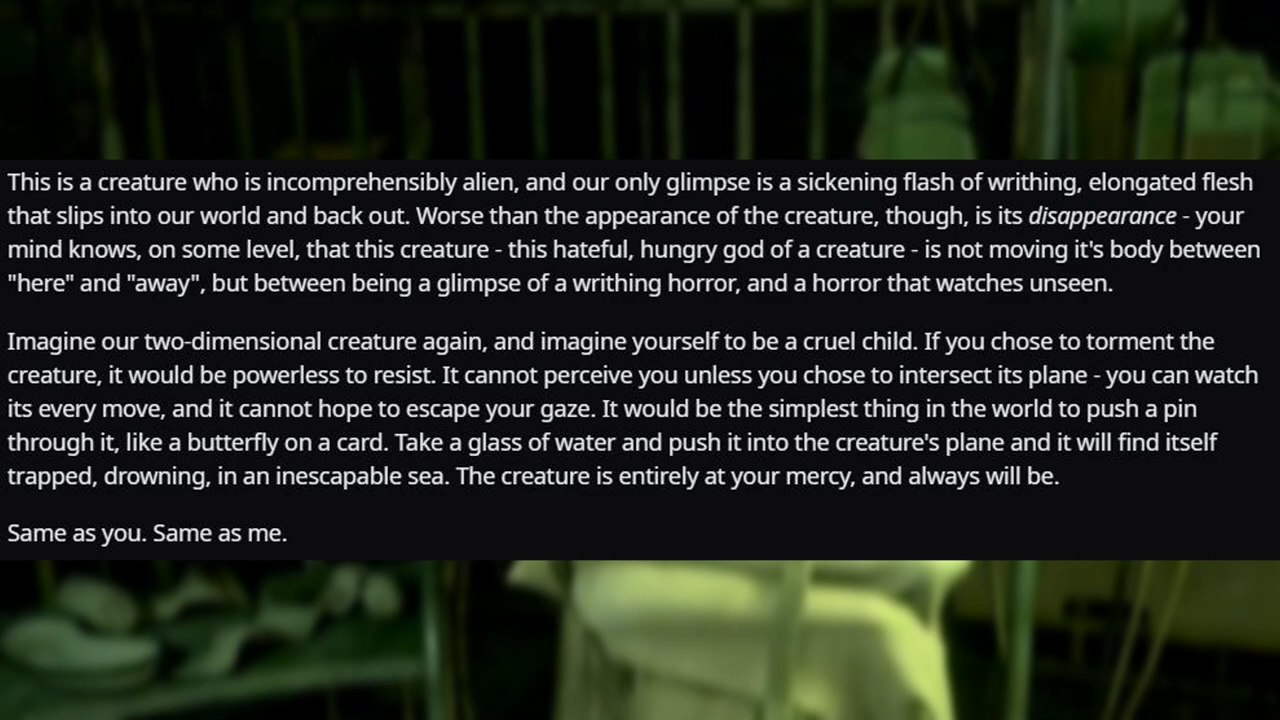 This is a creature who is incomprehensibly alien, and our only glimpse is a sickening flash of writhing, elongated flesh
that slips into our world and back out. Worse than the appearance of the creature, though, is its disappearance - your
mind knows, on some level, that this creature - this hateful, hungry god of a creature - is not moving it's body between
"here" and "away", but between being a glimpse of a writhing horror, and a horror that watches unseen.
Imagine our two-dimensional creature again, and imagine yourself to be a cruel child. If you chose to torment the
creature, it would be powerless to resist. It cannot perceive you unless you chose to intersect its plane - you can watch
its every move, and it cannot hope to escape your gaze. It would be the simplest thing in the world to push a pin
through it, like a butterfly on a card. Take a glass of water and push it into the creature's plane and it will find itself
trapped, drowning, in an inescapable sea. The creature is entirely at your mercy, and always will be.
Same as you. Same as me.